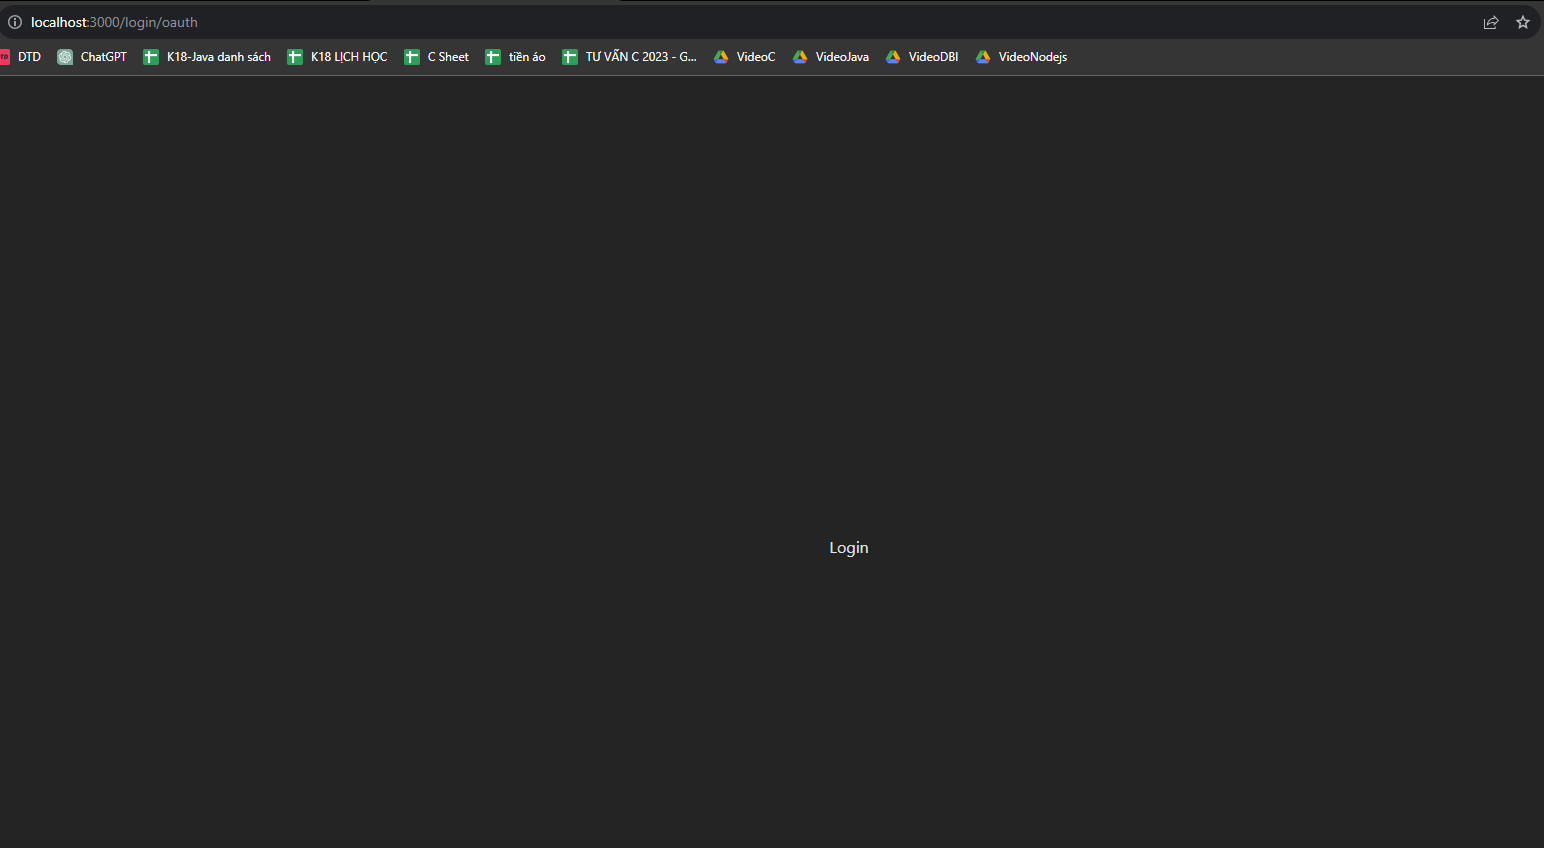 localhost:3000/login/oauth
DTD ChatGPT K18-Java danh sách K18 LỊCH HỌC C Sheet tiền áo TƯ VẤN C 2023 - G... VideoC VideoJava VideoDBI VideoNodejs
Login